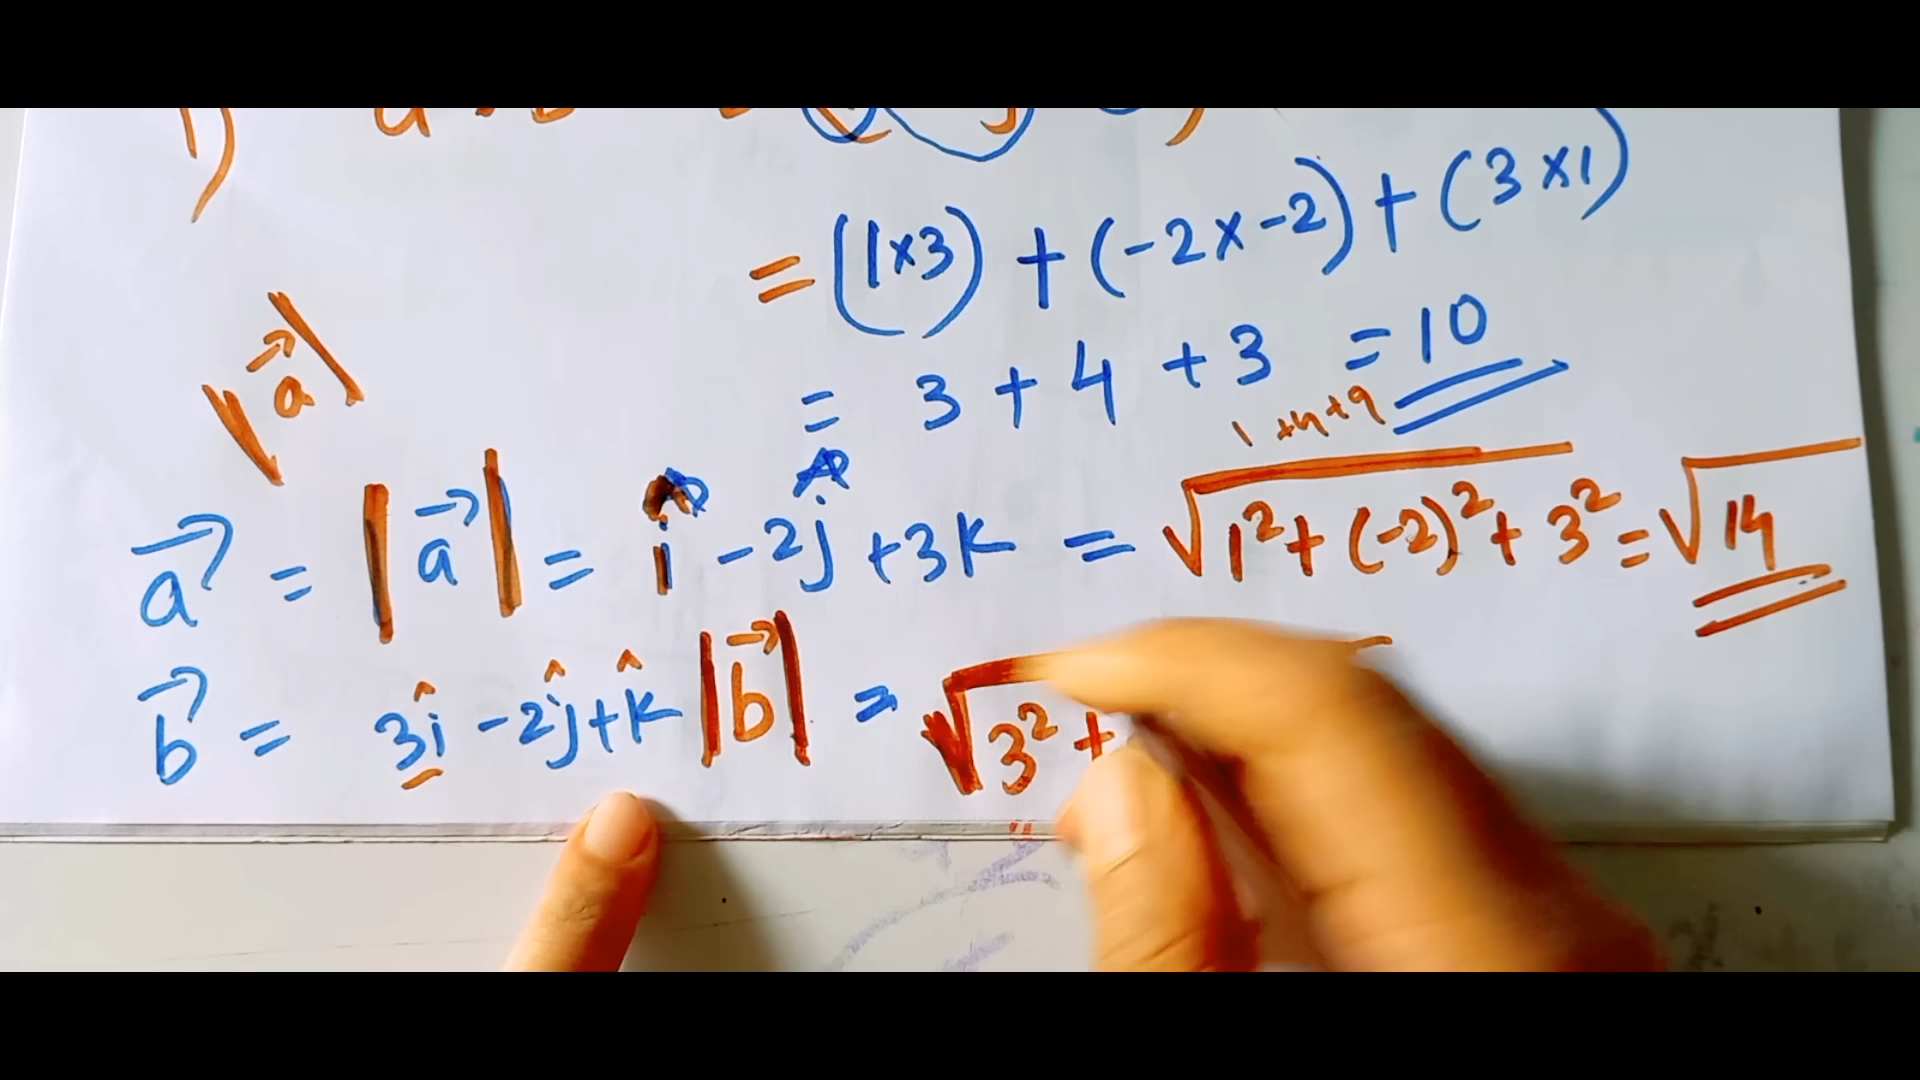 1)
= (1×3) + (-2×-2) + (3×1)
= 3 + 4 + 3 = 10
|a⃗|
1+4+9
a⃗ = |a⃗| = î - 2ĵ + 3k = √(1² + (-2)² + 3²) = √14
b⃗ = 3î - 2ĵ + k̂ |b⃗| = √(3² +